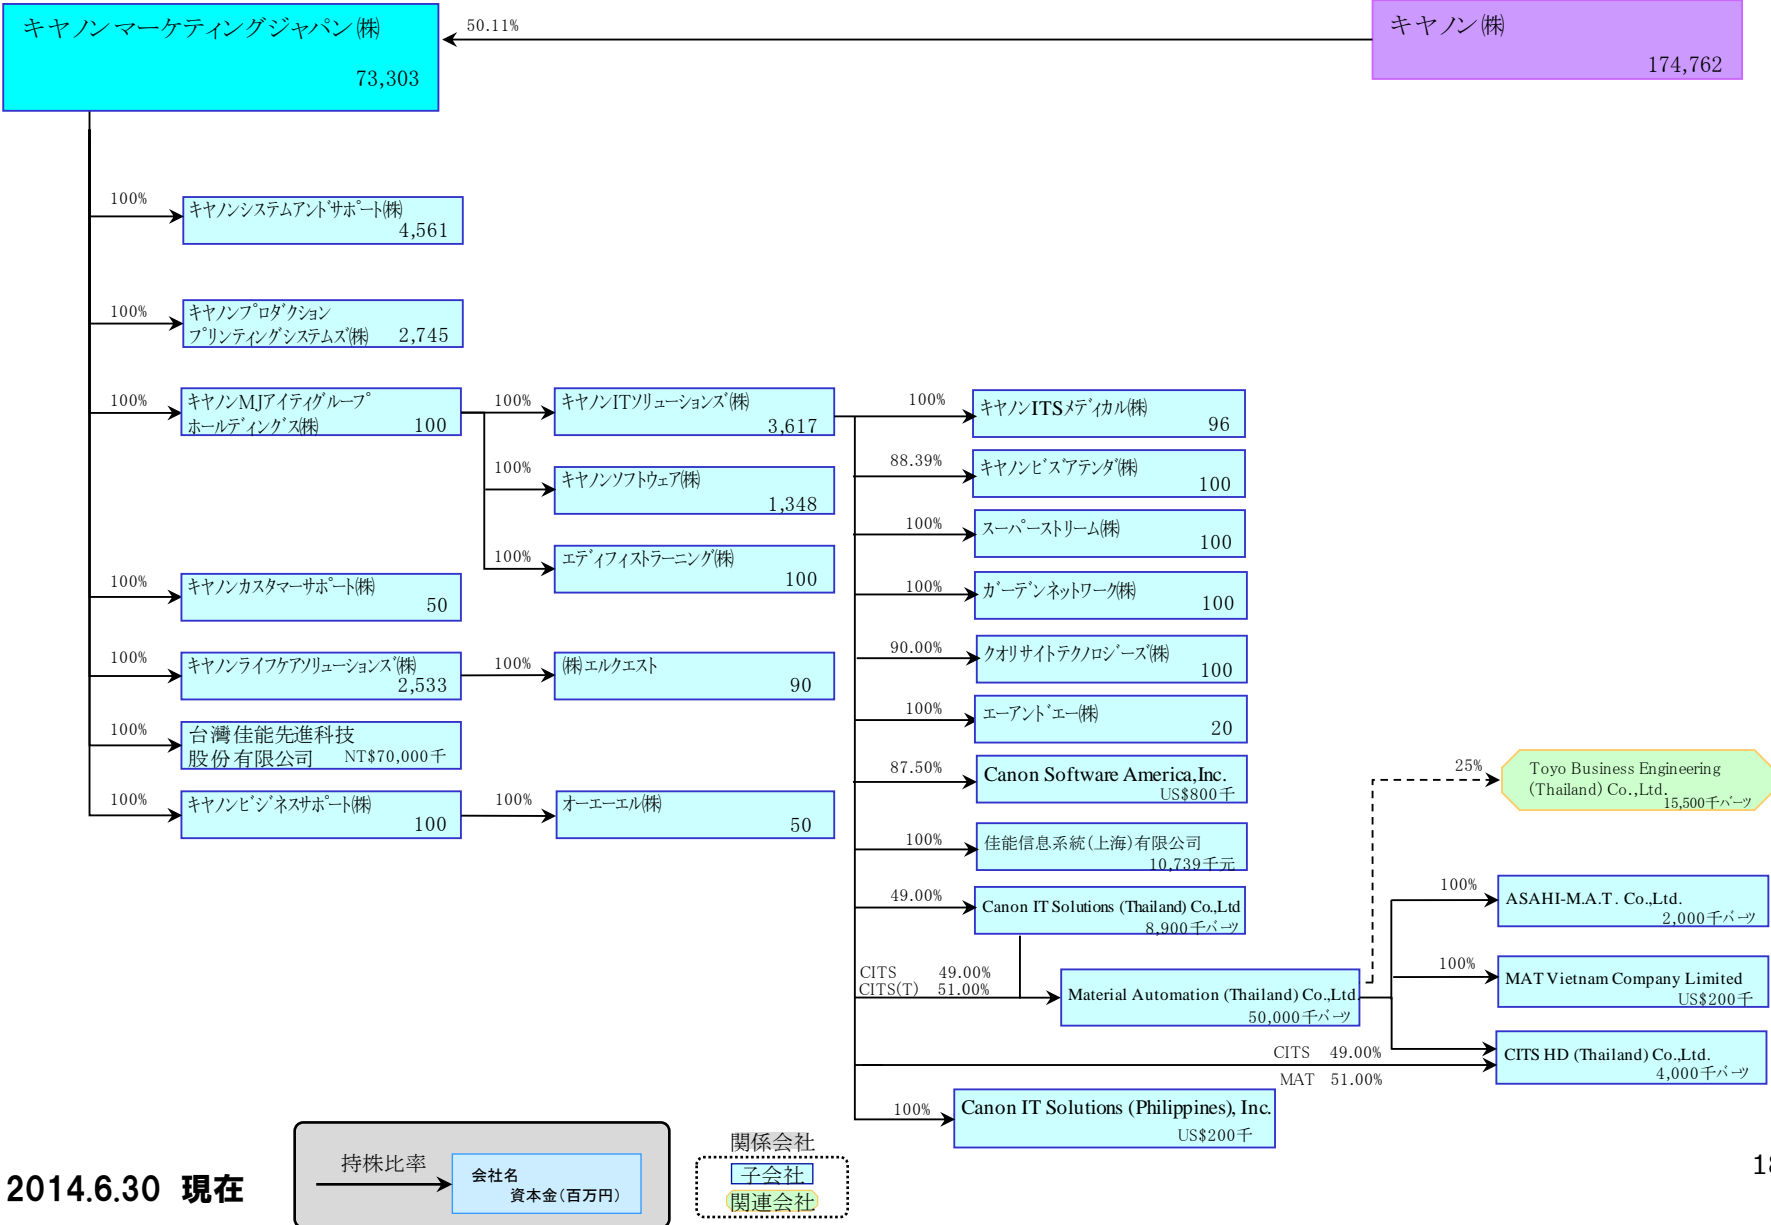 キヤノンマーケティングジャパン㈱
73,303
50.11%
キヤノン㈱
174,762
100%
キヤノンシステムアンドサポート㈱
4,561
100%
キヤノンプロダクション
プリンティングシステムズ㈱ 2,745
100%
キヤノンMJアイティグループ
ホールディングス㈱ 100
100%
キヤノンITソリューションズ㈱
3,617
100%
キヤノンソフトウェア㈱
1,348
100%
エディフィストラーニング㈱
100
100%
キヤノンカスタマーサポート㈱
50
100%
キヤノンライフケアソリューションズ㈱
2,533
100%
㈱エルクエスト
90
100%
台灣佳能先進科技
股份有限公司 NT$70,000千
100%
キヤノンビジネスサポート㈱
100
100%
オーエーエル㈱
50
100%
キヤノンITSメディカル㈱
96
88.39%
キヤノンビズアテンダ㈱
100
100%
スーパーストリーム㈱
100
100%
ガーデンネットワーク㈱
100
90.00%
クオリサイトテクノロジーズ㈱
100
100%
エーアンドエー㈱
20
87.50%
Canon Software America,Inc.
US$800千
100%
佳能信息系統(上海)有限公司
10,739千元
49.00%
Canon IT Solutions (Thailand) Co.,Ltd
8,900千バーツ
CITS 49.00%
CITS(T) 51.00%
Material Automation (Thailand) Co.,Ltd.
50,000千バーツ
25%
Toyo Business Engineering
(Thailand) Co.,Ltd.
15,500千バーツ
100%
ASAHI-M.A.T. Co.,Ltd.
2,000千バーツ
100%
MAT Vietnam Company Limited
US$200千
CITS 49.00%
MAT 51.00%
CITS HD (Thailand) Co.,Ltd.
4,000千バーツ
100%
Canon IT Solutions (Philippines), Inc.
US$200千
2014.6.30 現在
持株比率
会社名
資本金(百万円)
関係会社
子会社
関連会社